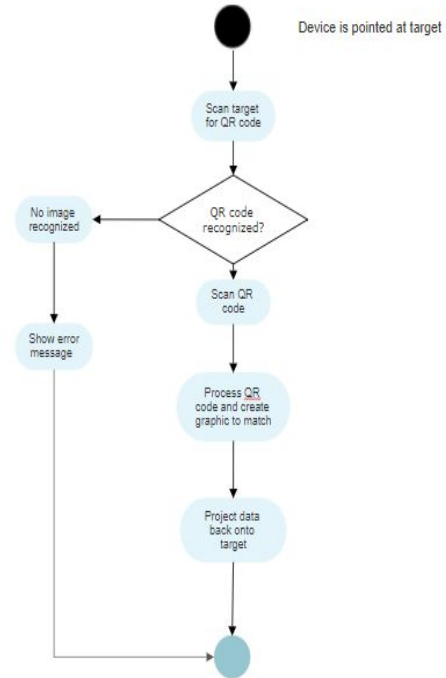 Device is pointed at target
Scan target
for QR code
QR code
recognized?
No image
recognized
Scan QR
code
Show error
message
Process QR
code and create
graphic to match
Project data
back onto
target